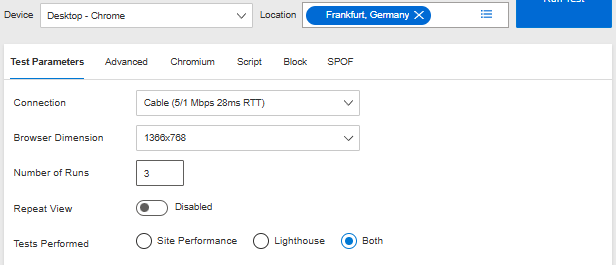 Device Desktop - Chrome Location Frankfurt, Germany Run Test
Test Parameters Advanced Chromium Script Block SPOF
Connection Cable (5/1 Mbps 28ms RTT)
Browser Dimension 1366x768
Number of Runs 3
Repeat View Disabled
Tests Performed Site Performance Lighthouse Both